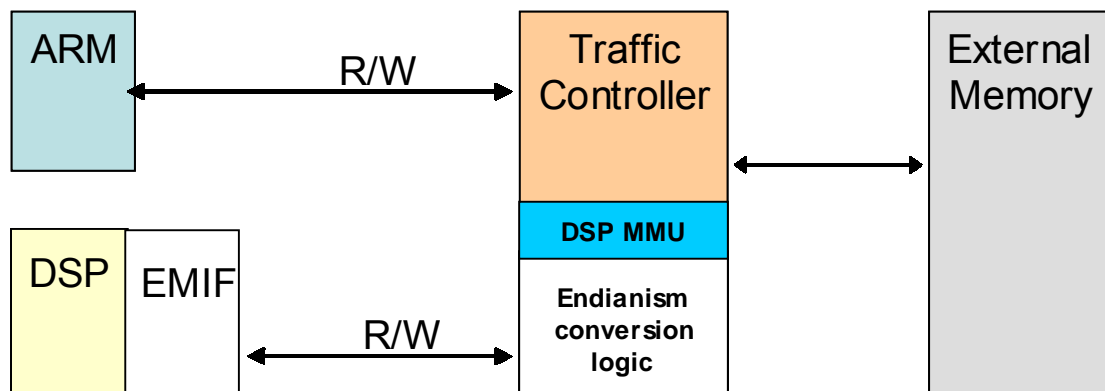 ARM
R/W
Traffic
Controller
External
Memory
DSP
EMIF
R/W
DSP MMU
Endianism
conversion
logic